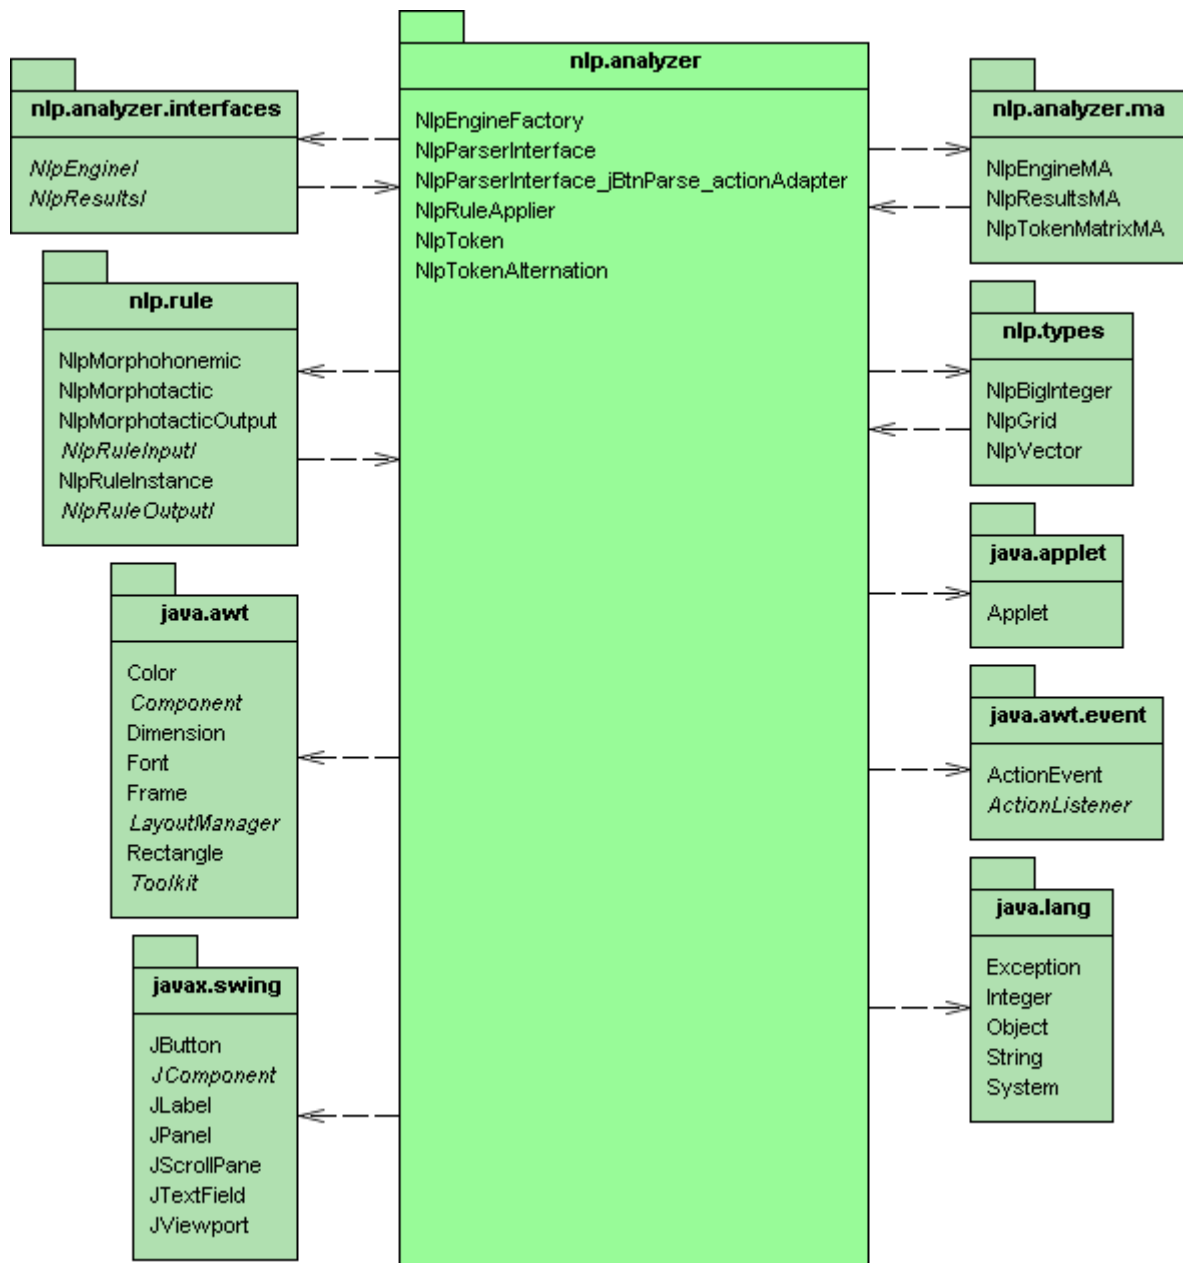 nlp.analyzer
NlpEngineFactory
NlpParserInterface
NlpParserInterface_jBtnParse_actionAdapter
NlpRuleApplier
NlpToken
NlpTokenAlternation
nlp.analyzer.interfaces
NlpEngineI
NlpResultsI
nlp.rule
NlpMorphohonemic
NlpMorphotactic
NlpMorphotacticOutput
NlpRuleInputI
NlpRuleInstance
NlpRuleOutputI
java.awt
Color
Component
Dimension
Font
Frame
LayoutManager
Rectangle
Toolkit
javax.swing
JButton
JComponent
JLabel
JPanel
JScrollPane
JTextField
JViewport
nlp.analyzer.ma
NlpEngineMA
NlpResultsMA
NlpTokenMatrixMA
nlp.types
NlpBigInteger
NlpGrid
NlpVector
java.applet
Applet
java.awt.event
ActionEvent
ActionListener
java.lang
Exception
Integer
Object
String
System